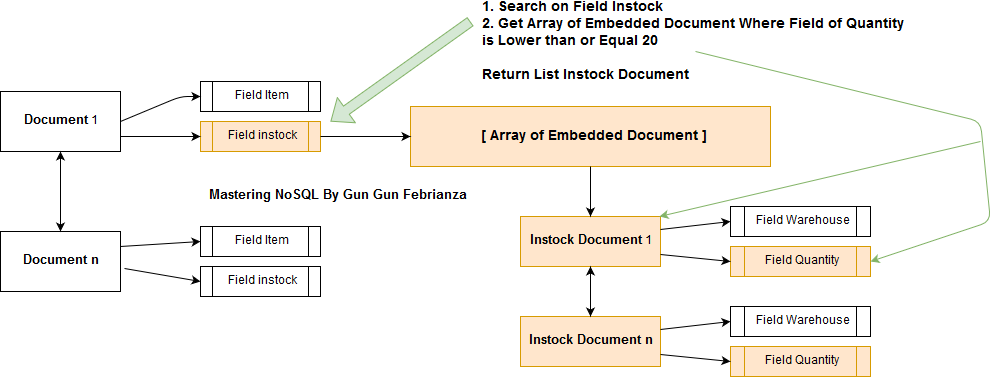 1. Search on Field Instock
2. Get Array of Embedded Document Where Field of Quantity
is Lower than or Equal 20
Return List Instock Document
Document 1
Field Item
Field instock
[ Array of Embedded Document ]
Mastering NoSQL By Gun Gun Febrianza
Document n
Field Item
Field instock
Instock Document 1
Field Warehouse
Field Quantity
Instock Document n
Field Warehouse
Field Quantity